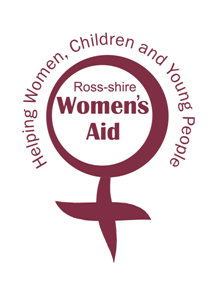 Helping Women, Children and Young People
Ross-shire
Women's
Aid